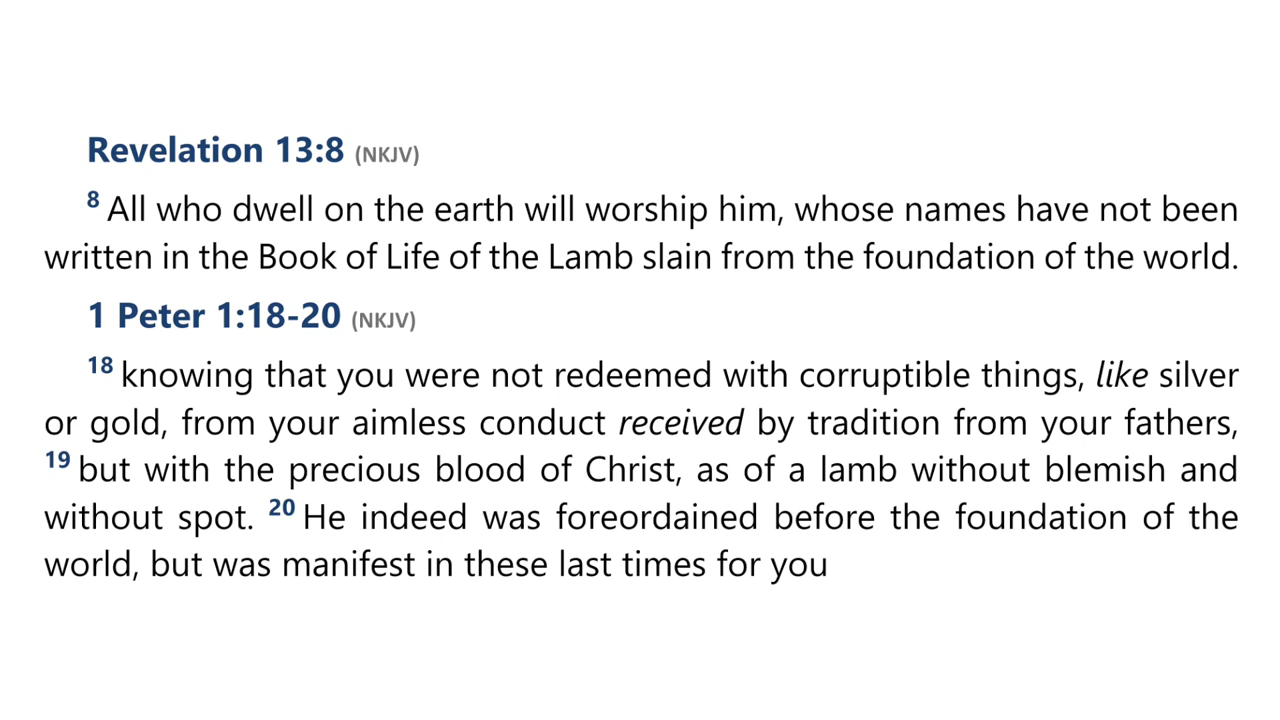 Revelation 13:8 (NKJV)
8 All who dwell on the earth will worship him, whose names have not been
written in the Book of Life of the Lamb slain from the foundation of the world.
1 Peter 1:18-20 (NKJV)
18 knowing that you were not redeemed with corruptible things, like silver
or gold, from your aimless conduct received by tradition from your fathers,
19 but with the precious blood of Christ, as of a lamb without blemish and
without spot. 20 He indeed was foreordained before the foundation of the
world, but was manifest in these last times for you